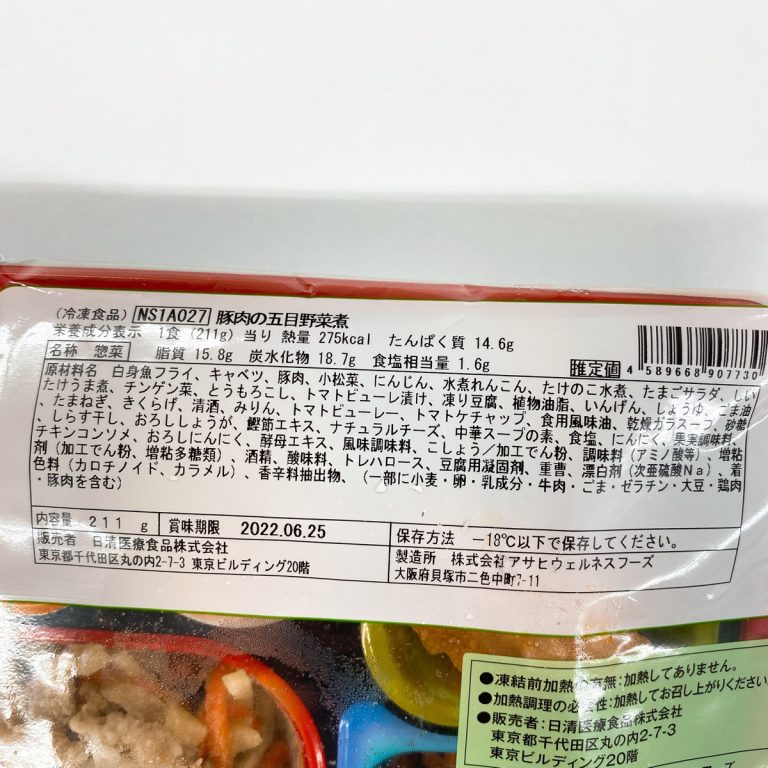 (冷凍食品) NS1A027 豚肉の五目野菜煮
栄養成分表示 1食(211g)当り 熱量 275kcal たんぱく質 14.6g
名称 惣菜 脂質 15.8g 炭水化物 18.7g 食塩相当量 1.6g
推定値
4 589668 907730
原材料名 白身魚フライ、キャベツ、豚肉、小松菜、にんじん、水煮れんこん、たけのこ水煮、たまごサラダ、しい
たけうま煮、チンゲン菜、とうもろこし、トマトピューレ漬け、凍り豆腐、植物油脂、いんげん、しょうゆ、ごま油
、たまねぎ、きくらげ、清酒、みりん、トマトピューレー、トマトケチャップ、食用風味油、乾燥ガラスープ、砂糖
、しらす干し、おろししょうが、鰹節エキス、ナチュラルチーズ、中華スープの素、食塩、にんにく、果実調味料、
チキンコンソメ、おろしにんにく、酵母エキス、風味調味料、こしょう/加工でん粉、調味料(アミノ酸等)、増粘
剤(加工でん粉、増粘多糖類)、酒精、酸味料、トレハロース、豆腐用凝固剤、重曹、漂白剤(次亜硫酸Na)、着
色料(カロチノイド、カラメル)、香辛料抽出物、(一部に小麦・卵・乳成分・牛肉・ごま・ゼラチン・大豆・鶏肉
・豚肉を含む)
内容量 211 g 賞味期限 2022.06.25
保存方法 -18℃以下で保存してください。
販売者 日清医療食品株式会社
東京都千代田区丸の内2-7-3 東京ビルディング20階
製造所 株式会社アサヒウェルネスフーズ
大阪府貝塚市二色中町7-11
●凍結前加熱の有無:加熱してありません。
●加熱調理の必要性:加熱してお召し上がりください
●販売者:日清医療食品株式会社
東京都千代田区丸の内2-7-3
東京ビルディング20階